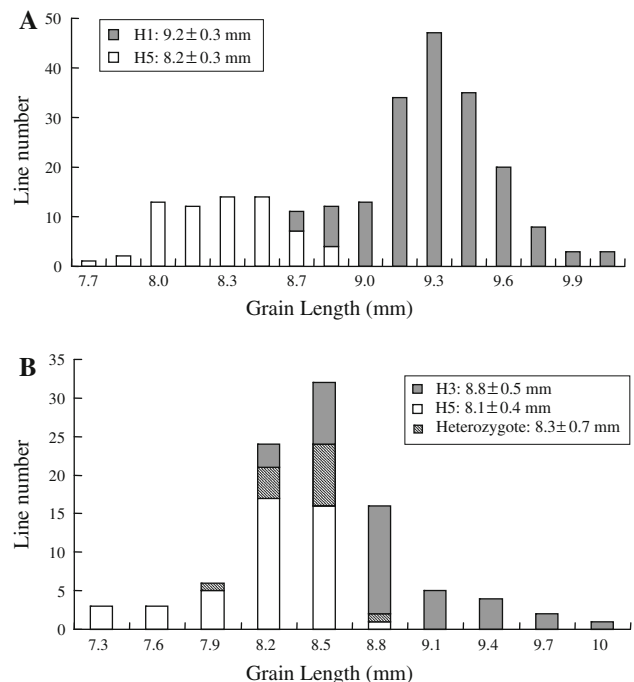 A
H1: 9.2±0.3 mm
H5: 8.2±0.3 mm
Line number
50
40
30
20
10
0
7.7 8.0 8.3 8.7 9.0 9.3 9.6 9.9
Grain Length (mm)
B
H3: 8.8±0.5 mm
H5: 8.1±0.4 mm
Heterozygote: 8.3±0.7 mm
Line number
35
30
25
20
15
10
5
0
7.3 7.6 7.9 8.2 8.5 8.8 9.1 9.4 9.7 10
Grain Length (mm)